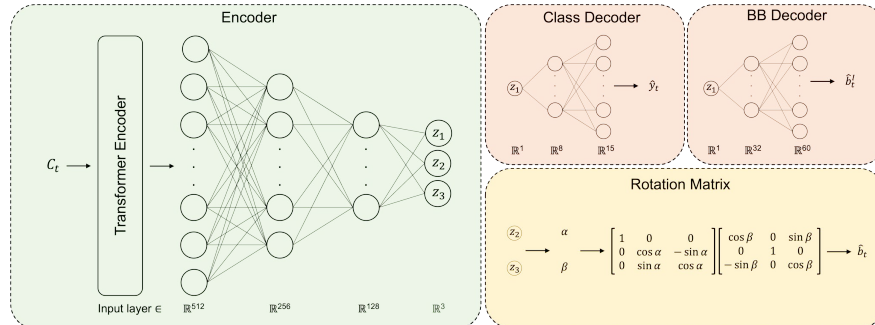 Encoder
C_t
Transformer Encoder
z_1
z_2
z_3
Input layer ∈ ℝ^512 ℝ^256 ℝ^128 ℝ^3
Class Decoder
z_1
ŷ_t
ℝ^1 ℝ^8 ℝ^15
BB Decoder
z_1
b̂_t^I
ℝ^1 ℝ^32 ℝ^60
Rotation Matrix
z_2 α
z_3 β
1 0 0
0 cos α − sin α
0 sin α cos α
cos β 0 sin β
0 1 0
− sin β 0 cos β
b̂_t